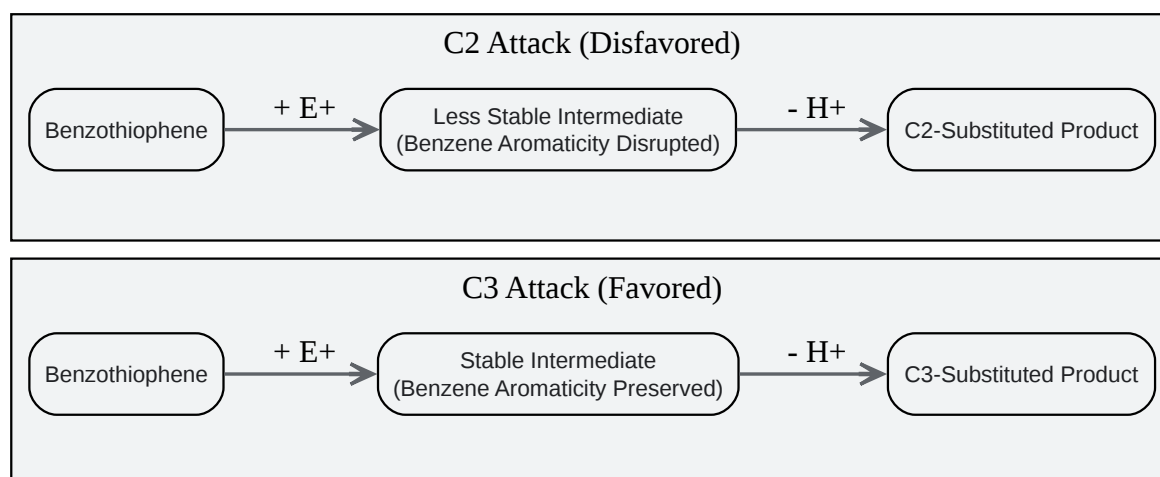 C2 Attack (Disfavored)
Benzothiophene
+ E+
Less Stable Intermediate
(Benzene Aromaticity Disrupted)
- H+
C2-Substituted Product
C3 Attack (Favored)
Benzothiophene
+ E+
Stable Intermediate
(Benzene Aromaticity Preserved)
- H+
C3-Substituted Product